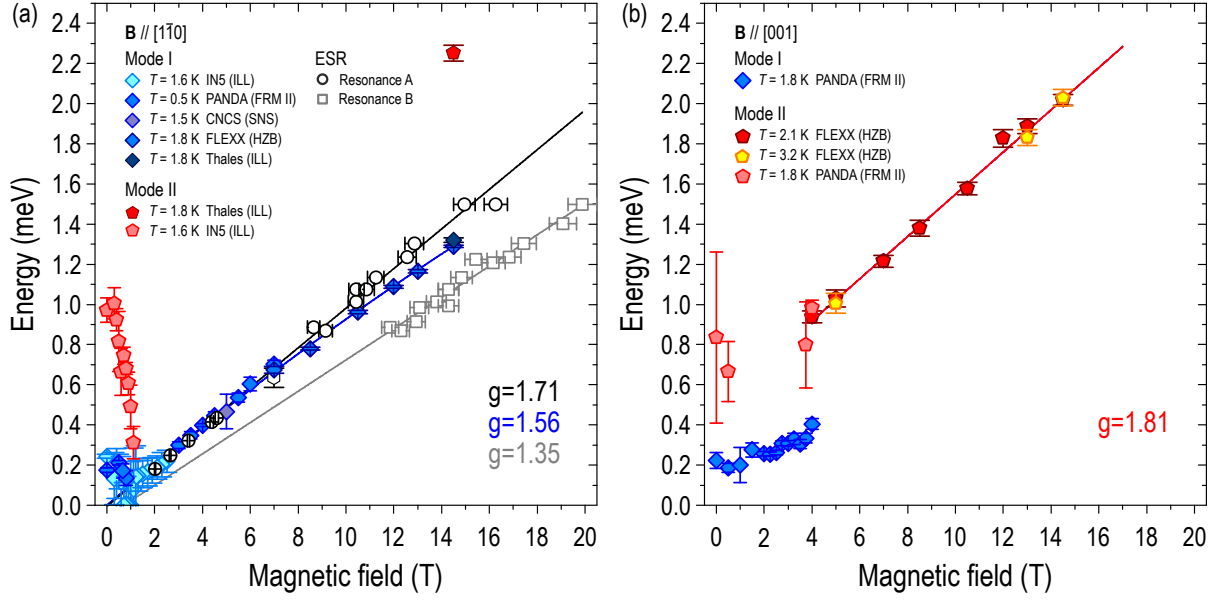 (a)
B // [11̅0]
Mode I
T = 1.6 K IN5 (ILL)
T = 0.5 K PANDA (FRM II)
T = 1.5 K CNCS (SNS)
T = 1.8 K FLEXX (HZB)
T = 1.8 K Thales (ILL)
Mode II
T = 1.8 K Thales (ILL)
T = 1.6 K IN5 (ILL)
ESR
Resonance A
Resonance B
g=1.71
g=1.56
g=1.35
Energy (meV)
2.4
2.2
2.0
1.8
1.6
1.4
1.2
1.0
0.8
0.6
0.4
0.2
0.0
0 2 4 6 8 10 12 14 16 18 20
Magnetic field (T)
(b)
B // [001]
Mode I
T = 1.8 K PANDA (FRM II)
Mode II
T = 2.1 K FLEXX (HZB)
T = 3.2 K FLEXX (HZB)
T = 1.8 K PANDA (FRM II)
g=1.81
Energy (meV)
2.4
2.2
2.0
1.8
1.6
1.4
1.2
1.0
0.8
0.6
0.4
0.2
0.0
0 2 4 6 8 10 12 14 16 18 20
Magnetic field (T)